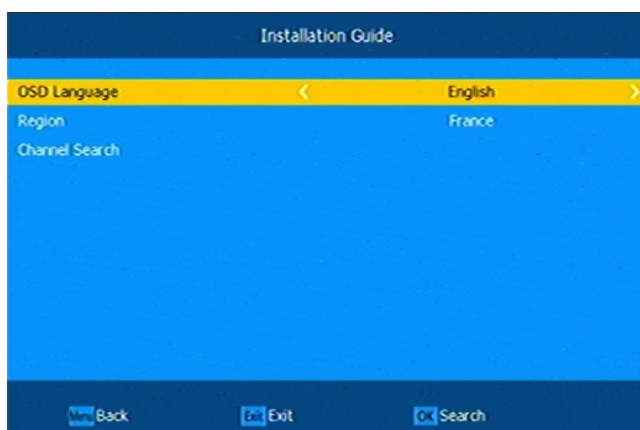 Installation Guide
OSD Language < English >
Region France
Channel Search
Menu Back Exit Exit OK Search